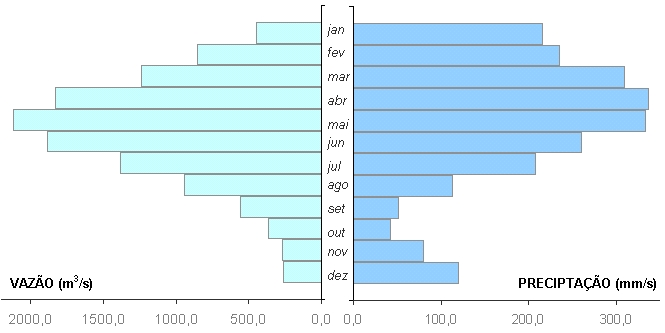 jan
fev
mar
abr
mai
jun
jul
ago
set
out
nov
dez
VAZÃO (m³/s) PRECIPTAÇÃO (mm/s)
2000,0 1500,0 1000,0 500,0 0,0 0,0 100,0 200,0 300,0